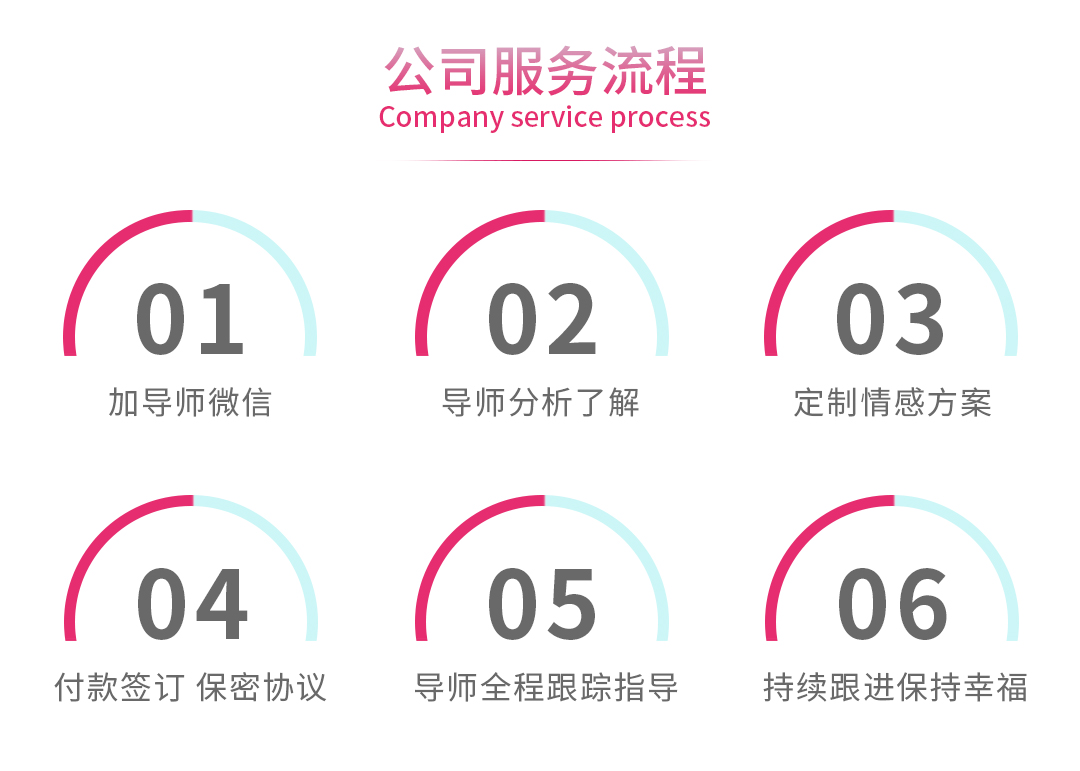 公司服务流程
Company service process
01
加导师微信
02
导师分析了解
03
定制情感方案
04
付款签订 保密协议
05
导师全程跟踪指导
06
持续跟进保持幸福